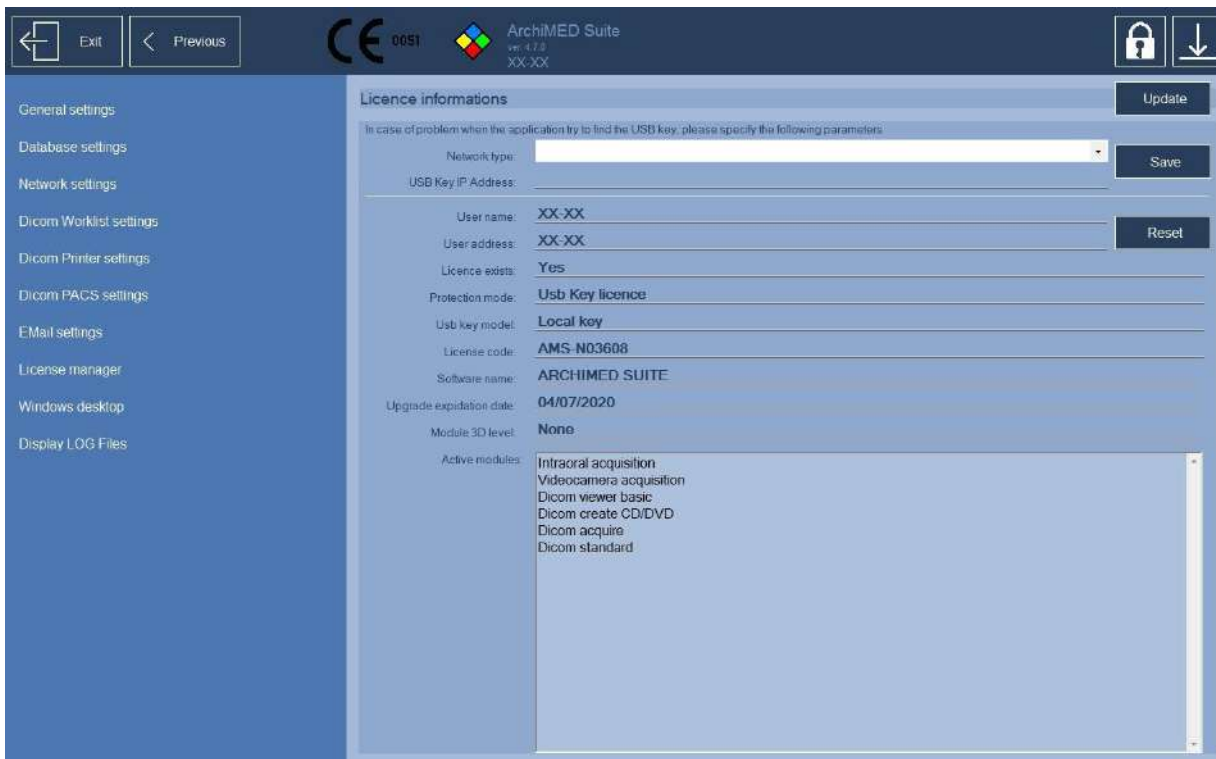 Exit
Previous
CE 0051
ArchiMED Suite
ver. 4.7.0
XX-XX
General settings
Database settings
Network settings
Dicom Worklist settings
Dicom Printer settings
Dicom PACS settings
EMail settings
License manager
Windows desktop
Display LOG Files
Licence informations
Update
In case of problem when the application try to find the USB key, please specify the following parameters
Network type:
Save
USB Key IP Address:
User name: XX-XX
Reset
User address: XX-XX
Licence exists: Yes
Protection mode: Usb Key licence
Usb key model: Local key
License code: AMS-N03608
Software name: ARCHIMED SUITE
Upgrade expidation date: 04/07/2020
Module 3D level: None
Active modules:
Intraoral acquisition
Videocamera acquisition
Dicom viewer basic
Dicom create CD/DVD
Dicom acquire
Dicom standard